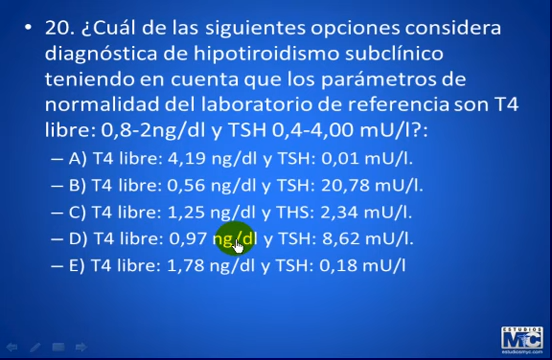 • 20. ¿Cuál de las siguientes opciones considera
diagnóstica de hipotiroidismo subclínico
teniendo en cuenta que los parámetros de
normalidad del laboratorio de referencia son T4
libre: 0,8-2ng/dl y TSH 0,4-4,00 mU/l?:
– A) T4 libre: 4,19 ng/dl y TSH: 0,01 mU/l.
– B) T4 libre: 0,56 ng/dl y TSH: 20,78 mU/l.
– C) T4 libre: 1,25 ng/dl y THS: 2,34 mU/l.
– D) T4 libre: 0,97 ng/dl y TSH: 8,62 mU/l.
– E) T4 libre: 1,78 ng/dl y TSH: 0,18 mU/l
ESTUDIOS
MyC
estudiosmyc.com